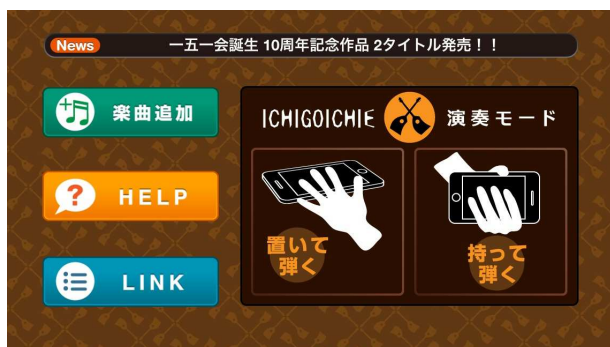 News 一五一会誕生 10周年記念作品 2タイトル発売！！
楽曲追加
HELP
LINK
ICHIGOICHIE 演奏モード
置いて
弾く
持って
弾く